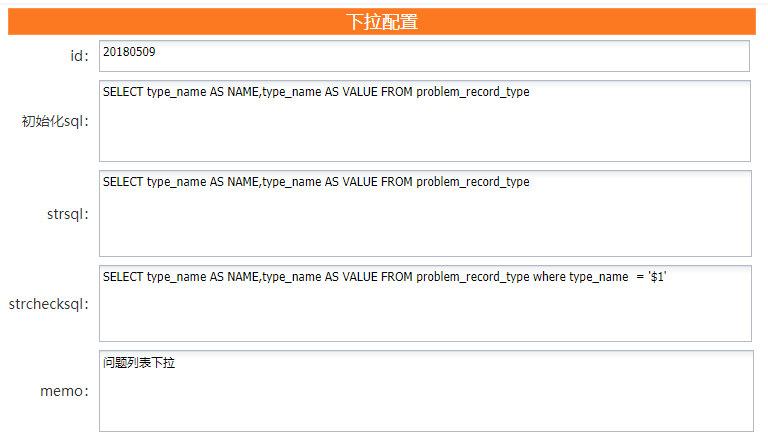 下拉配置
id: 20180509
初始化sql: SELECT type_name AS NAME,type_name AS VALUE FROM problem_record_type
strsql: SELECT type_name AS NAME,type_name AS VALUE FROM problem_record_type
strchecksql: SELECT type_name AS NAME,type_name AS VALUE FROM problem_record_type where type_name  = '$1'
memo: 问题列表下拉